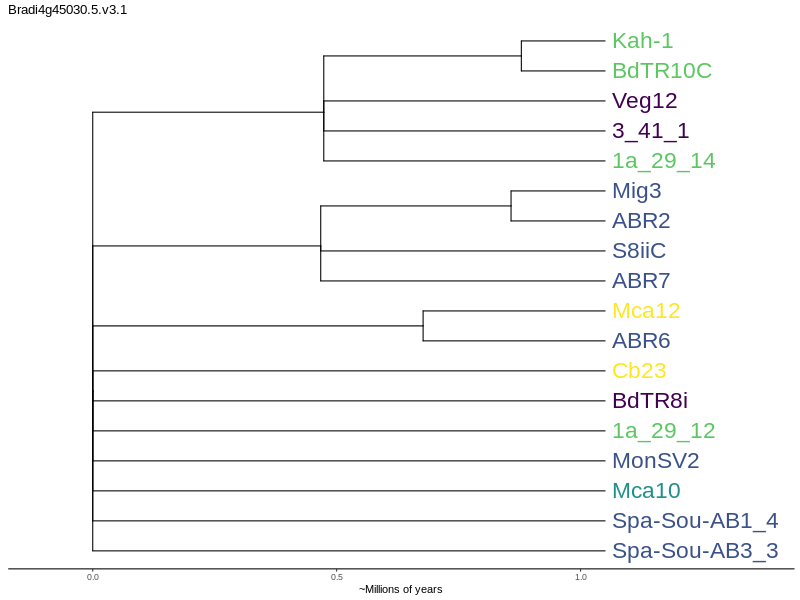 Bradi4g45030.5.v3.1
Kah-1
BdTR10C
Veg12
3_41_1
1a_29_14
Mig3
ABR2
S8iiC
ABR7
Mca12
ABR6
Cb23
BdTR8i
1a_29_12
MonSV2
Mca10
Spa-Sou-AB1_4
Spa-Sou-AB3_3
0.0 0.5 1.0
~Millions of years